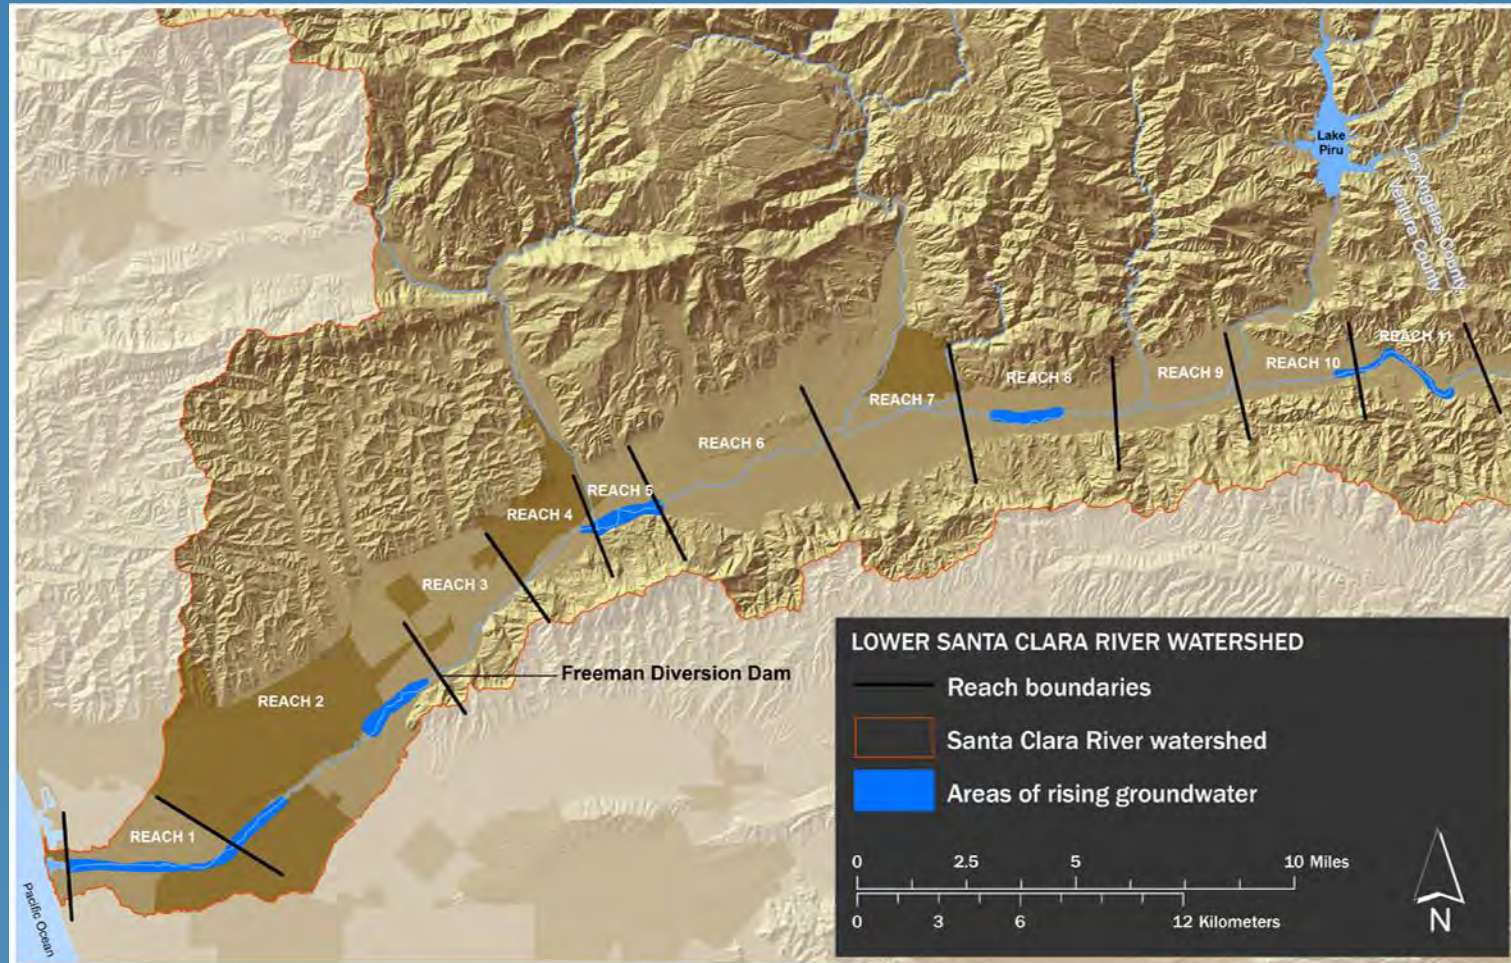 Lake
Piru
Los Angeles County
Ventura County
REACH 11
REACH 10
REACH 9
REACH 8
REACH 7
REACH 6
REACH 5
REACH 4
REACH 3
REACH 2
REACH 1
Freeman Diversion Dam
Pacific Ocean
LOWER SANTA CLARA RIVER WATERSHED
Reach boundaries
Santa Clara River watershed
Areas of rising groundwater
0 2.5 5 10 Miles
0 3 6 12 Kilometers
N